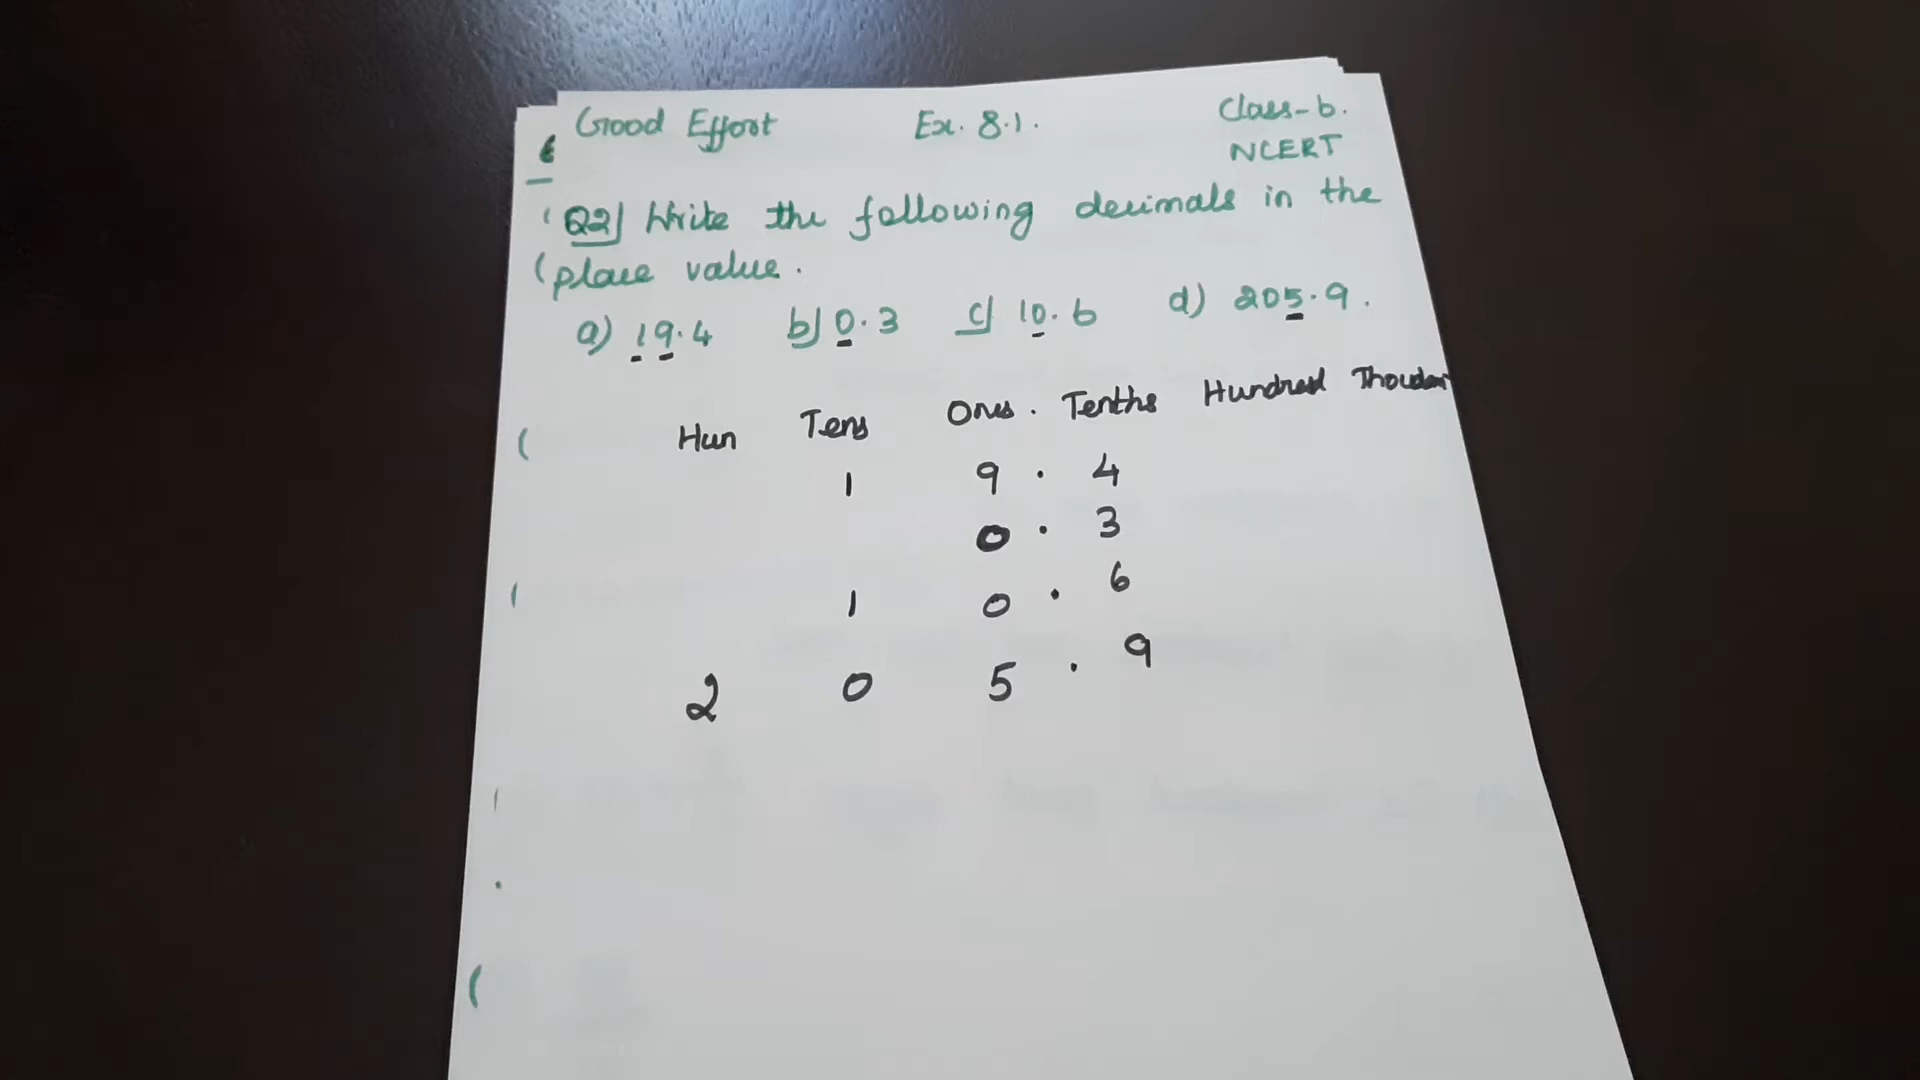 Good Effort Ex. 8.1. Class-6.
NCERT
Q2) Write the following decimals in the
place value.
a) 19.4 b) 0.3 c) 10.6 d) 205.9.
Hun Tens Ones . Tenths Hundred
1 9 . 4
0 . 3
1 0 . 6
2 0 5 . 9